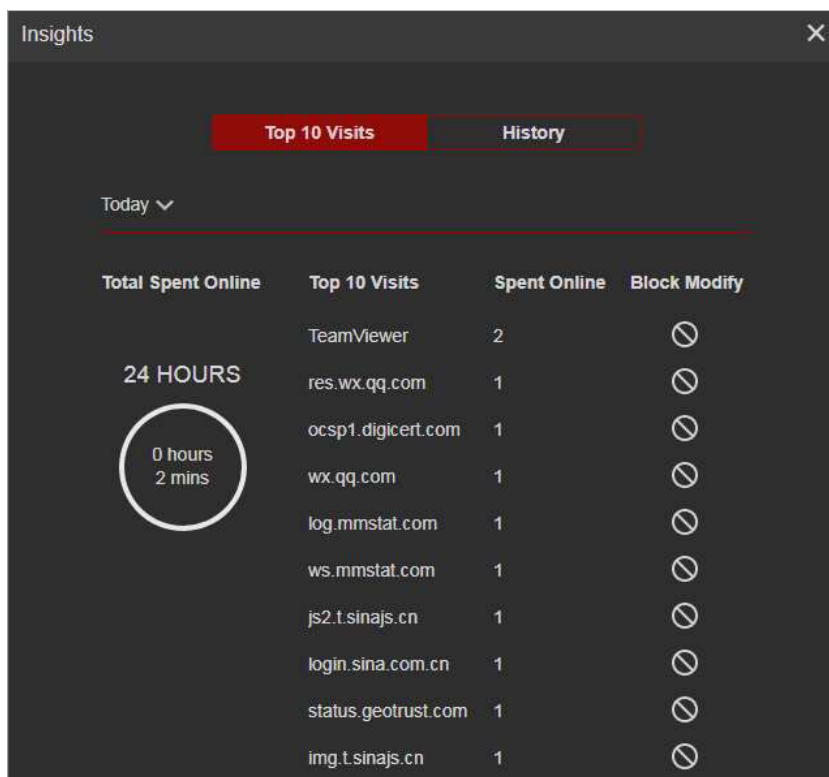 Insights
Top 10 Visits History
Today
Total Spent Online Top 10 Visits Spent Online Block Modify
TeamViewer 2
24 HOURS
res.wx.qq.com 1
ocsp1.digicert.com 1
0 hours
2 mins
wx.qq.com 1
log.mmstat.com 1
ws.mmstat.com 1
js2.t.sinajs.cn 1
login.sina.com.cn 1
status.geotrust.com 1
img.t.sinajs.cn 1